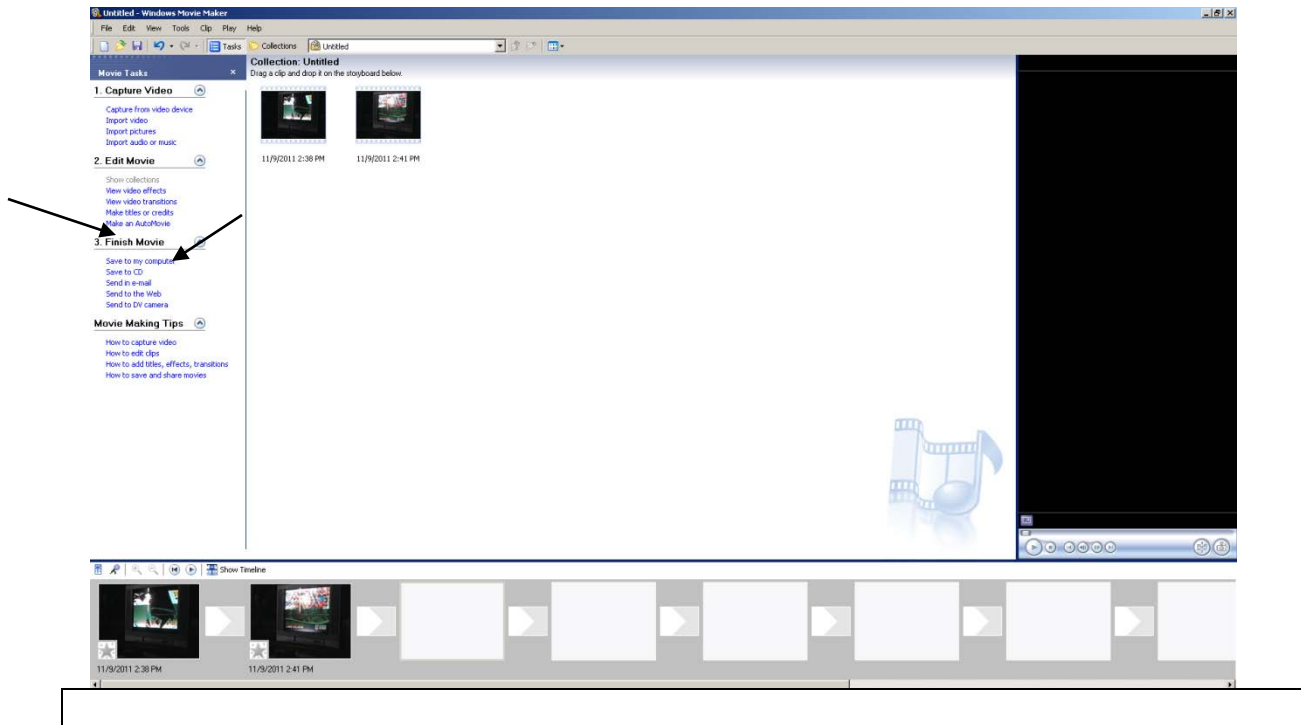 Untitled - Windows Movie Maker
File Edit View Tools Clip Play Help
Tasks Collections Untitled
Movie Tasks
Collection: Untitled
Drag a clip and drop it on the storyboard below.
1. Capture Video
Capture from video device
Import video
Import pictures
Import audio or music
11/9/2011 2:38 PM 11/9/2011 2:41 PM
2. Edit Movie
Show collections
View video effects
View video transitions
Make titles or credits
Make an AutoMovie
3. Finish Movie
Save to my computer
Save to CD
Send in e-mail
Send to the Web
Send to DV camera
Movie Making Tips
How to capture video
How to edit clips
How to add titles, effects, transitions
How to save and share movies
Show Timeline
11/9/2011 2:38 PM 11/9/2011 2:41 PM